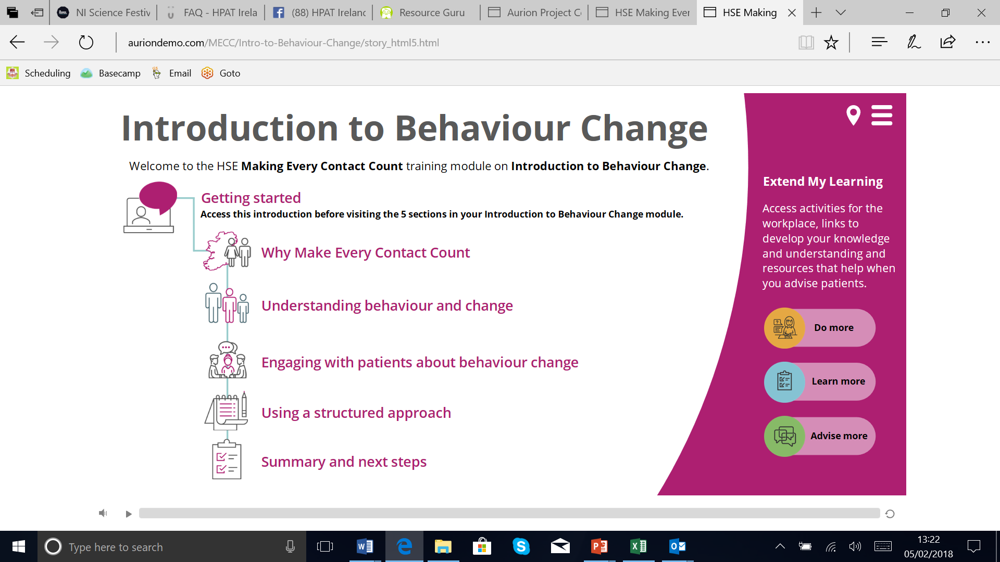 NI Science Festiv
FAQ - HPAT Irela
(88) HPAT Irelanc
Resource Guru
Aurion Project Co
HSE Making Ever
HSE Making
auriondemo.com/MECC/Intro-to-Behaviour-Change/story_html5.html
Scheduling
Basecamp
Email
Goto
Introduction to Behaviour Change
Welcome to the HSE Making Every Contact Count training module on Introduction to Behaviour Change.
Getting started
Access this introduction before visiting the 5 sections in your Introduction to Behaviour Change module.
Why Make Every Contact Count
Understanding behaviour and change
Engaging with patients about behaviour change
Using a structured approach
Summary and next steps
Extend My Learning
Access activities for the
workplace, links to
develop your knowledge
and understanding and
resources that help when
you advise patients.
Do more
Learn more
Advise more
Type here to search
13:22
05/02/2018